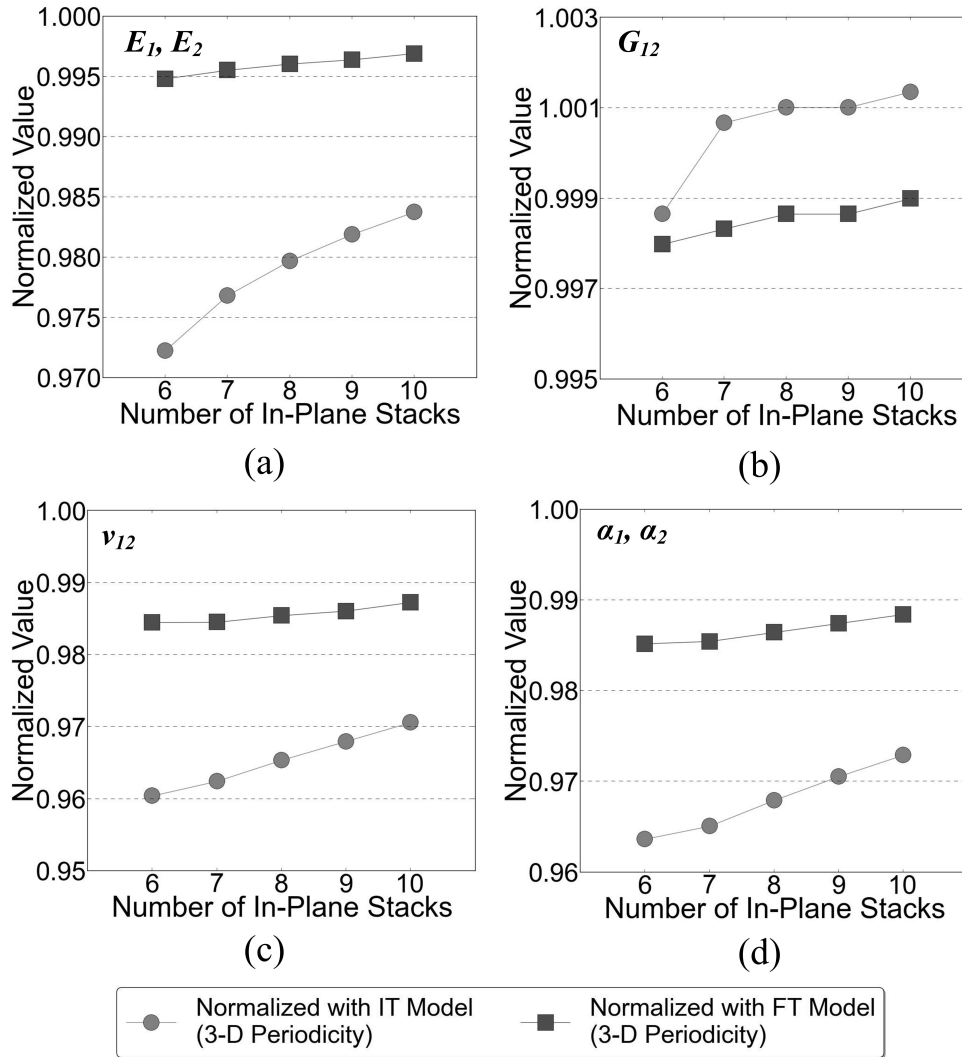 E1, E2
Normalized Value
1.000
0.995
0.990
0.985
0.980
0.975
0.970
6 7 8 9 10
Number of In-Plane Stacks
(a)
G12
Normalized Value
1.003
1.001
0.999
0.997
0.995
6 7 8 9 10
Number of In-Plane Stacks
(b)
v12
Normalized Value
1.00
0.99
0.98
0.97
0.96
0.95
6 7 8 9 10
Number of In-Plane Stacks
(c)
α1, α2
Normalized Value
1.00
0.99
0.98
0.97
0.96
6 7 8 9 10
Number of In-Plane Stacks
(d)
Normalized with IT Model
(3-D Periodicity)
Normalized with FT Model
(3-D Periodicity)